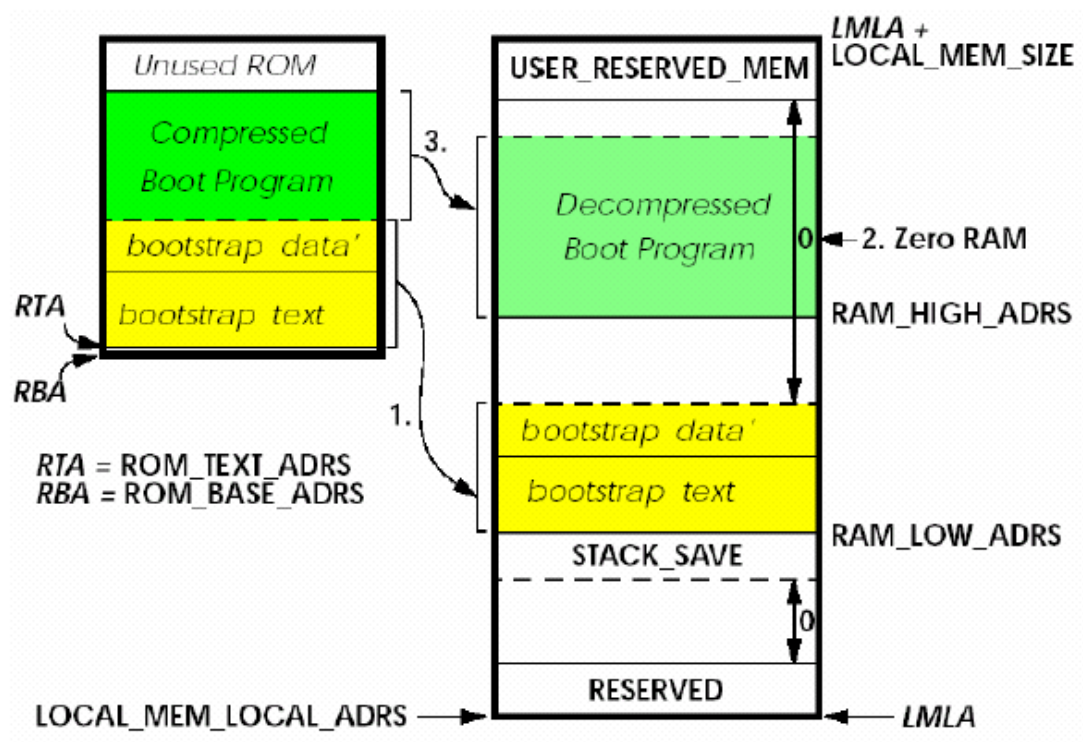 Unused ROM
Compressed
Boot Program
bootstrap data'
bootstrap text
RTA
RBA
RTA = ROM_TEXT_ADRS
RBA = ROM_BASE_ADRS
3.
1.
LMLA +
LOCAL_MEM_SIZE
USER_RESERVED_MEM
Decompressed
Boot Program
0
2. Zero RAM
RAM_HIGH_ADRS
bootstrap data'
bootstrap text
RAM_LOW_ADRS
STACK_SAVE
0
RESERVED
LOCAL_MEM_LOCAL_ADRS
LMLA